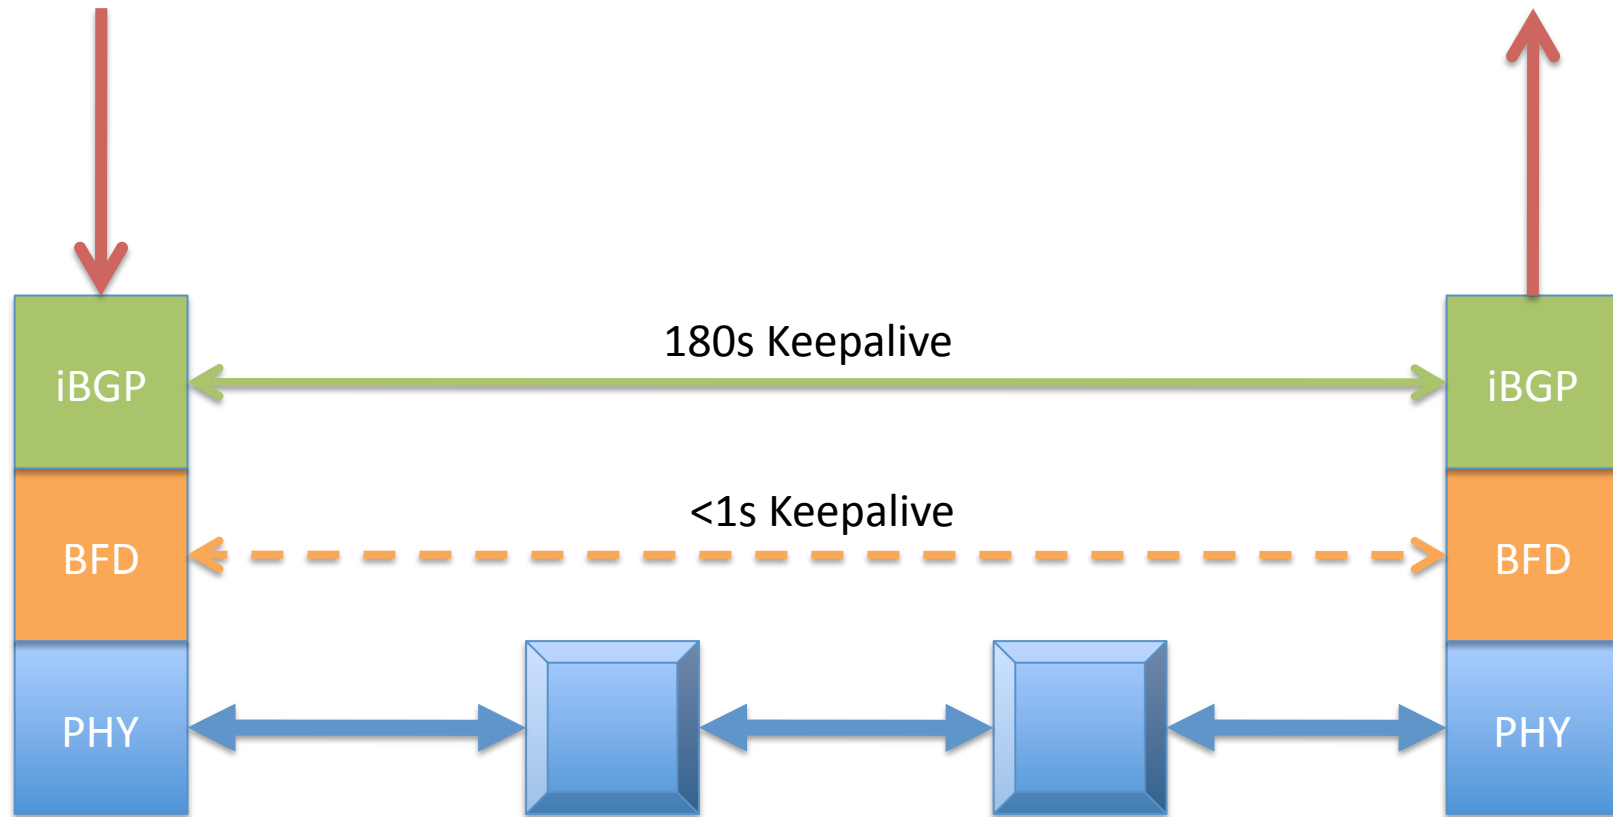 180s Keepalive
iBGP
iBGP
<1s Keepalive
BFD
BFD
PHY
PHY